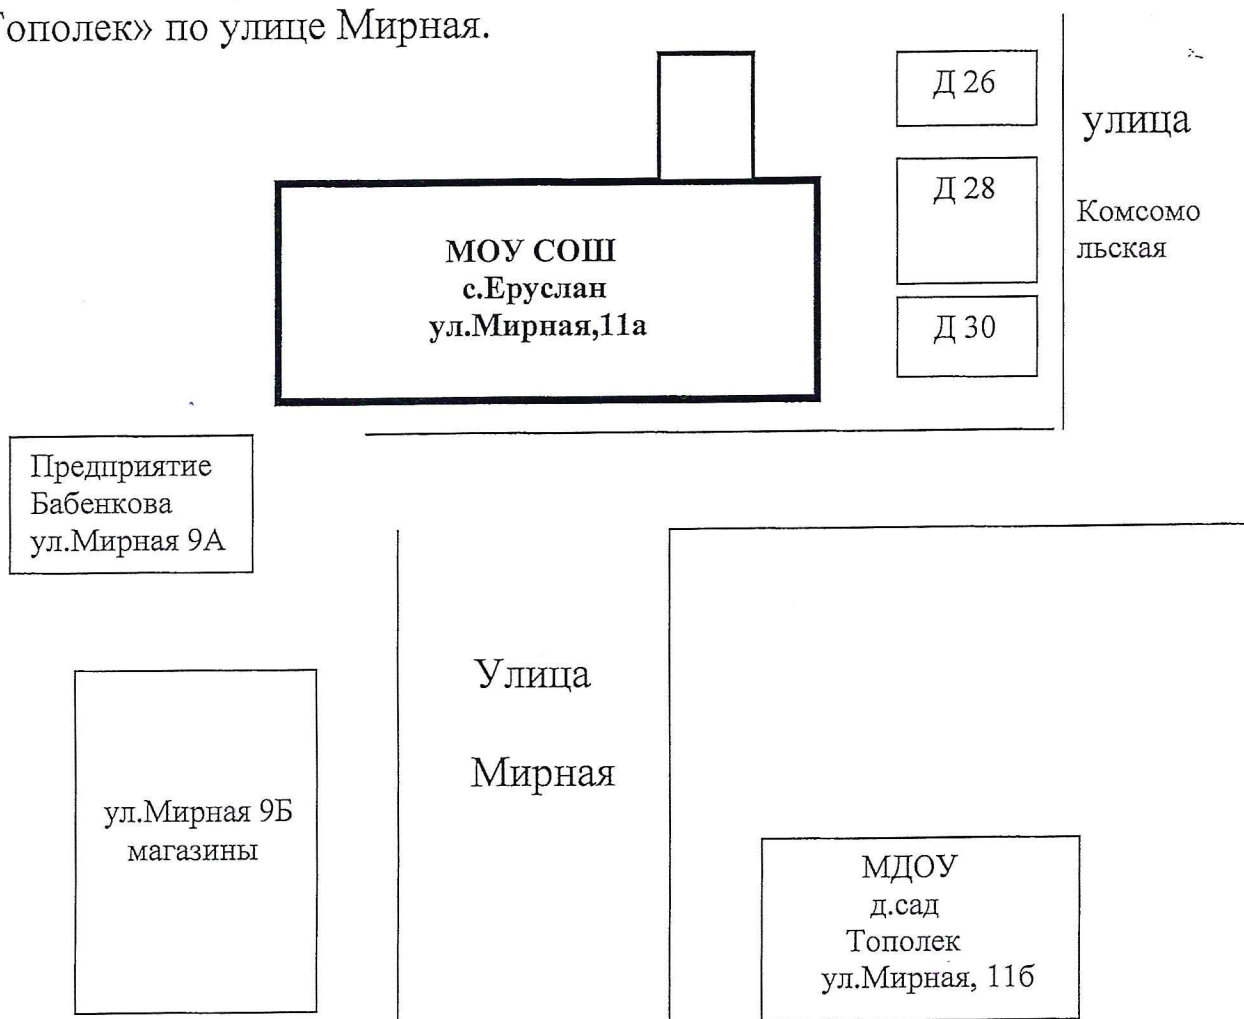 Тополек» по улице Мирная.
Д 26
улица
Д 28
Комсомо
льская
МОУ СОШ
с.Еруслан
ул.Мирная,11а
Д 30
Предприятие
Бабенкова
ул.Мирная 9А
Улица
Мирная
ул.Мирная 9Б
магазины
МДОУ
д.сад
Тополек
ул.Мирная, 11б